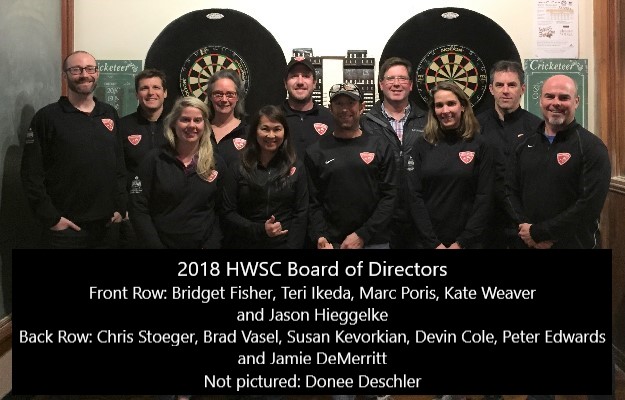 Cricketeer
Cricketeer
2018 HWSC Board of Directors
Front Row: Bridget Fisher, Teri Ikeda, Marc Poris, Kate Weaver
and Jason Hieggelke
Back Row: Chris Stoeger, Brad Vasel, Susan Kevorkian, Devin Cole, Peter Edwards
and Jamie DeMerritt
Not pictured: Donee Deschler